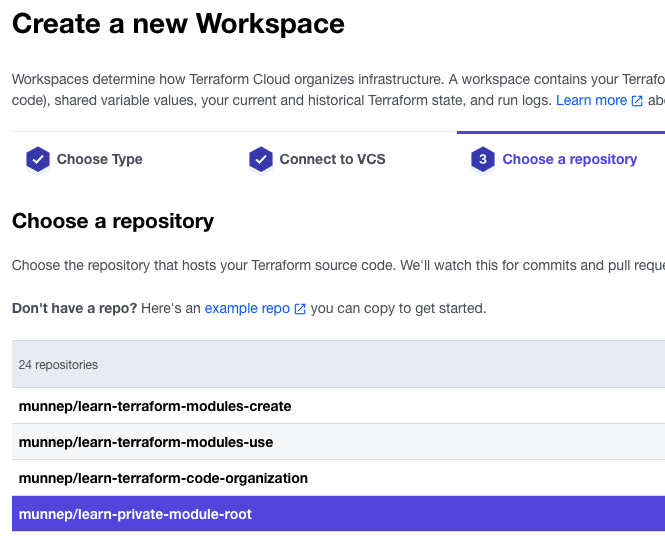 Create a new Workspace
Workspaces determine how Terraform Cloud organizes infrastructure. A workspace contains your Terrafo
code), shared variable values, your current and historical Terraform state, and run logs. Learn more abo
Choose Type
Connect to VCS
3 Choose a repository
Choose a repository
Choose the repository that hosts your Terraform source code. We'll watch this for commits and pull reque
Don't have a repo? Here's an example repo you can copy to get started.
24 repositories
munnep/learn-terraform-modules-create
munnep/learn-terraform-modules-use
munnep/learn-terraform-code-organization
munnep/learn-private-module-root